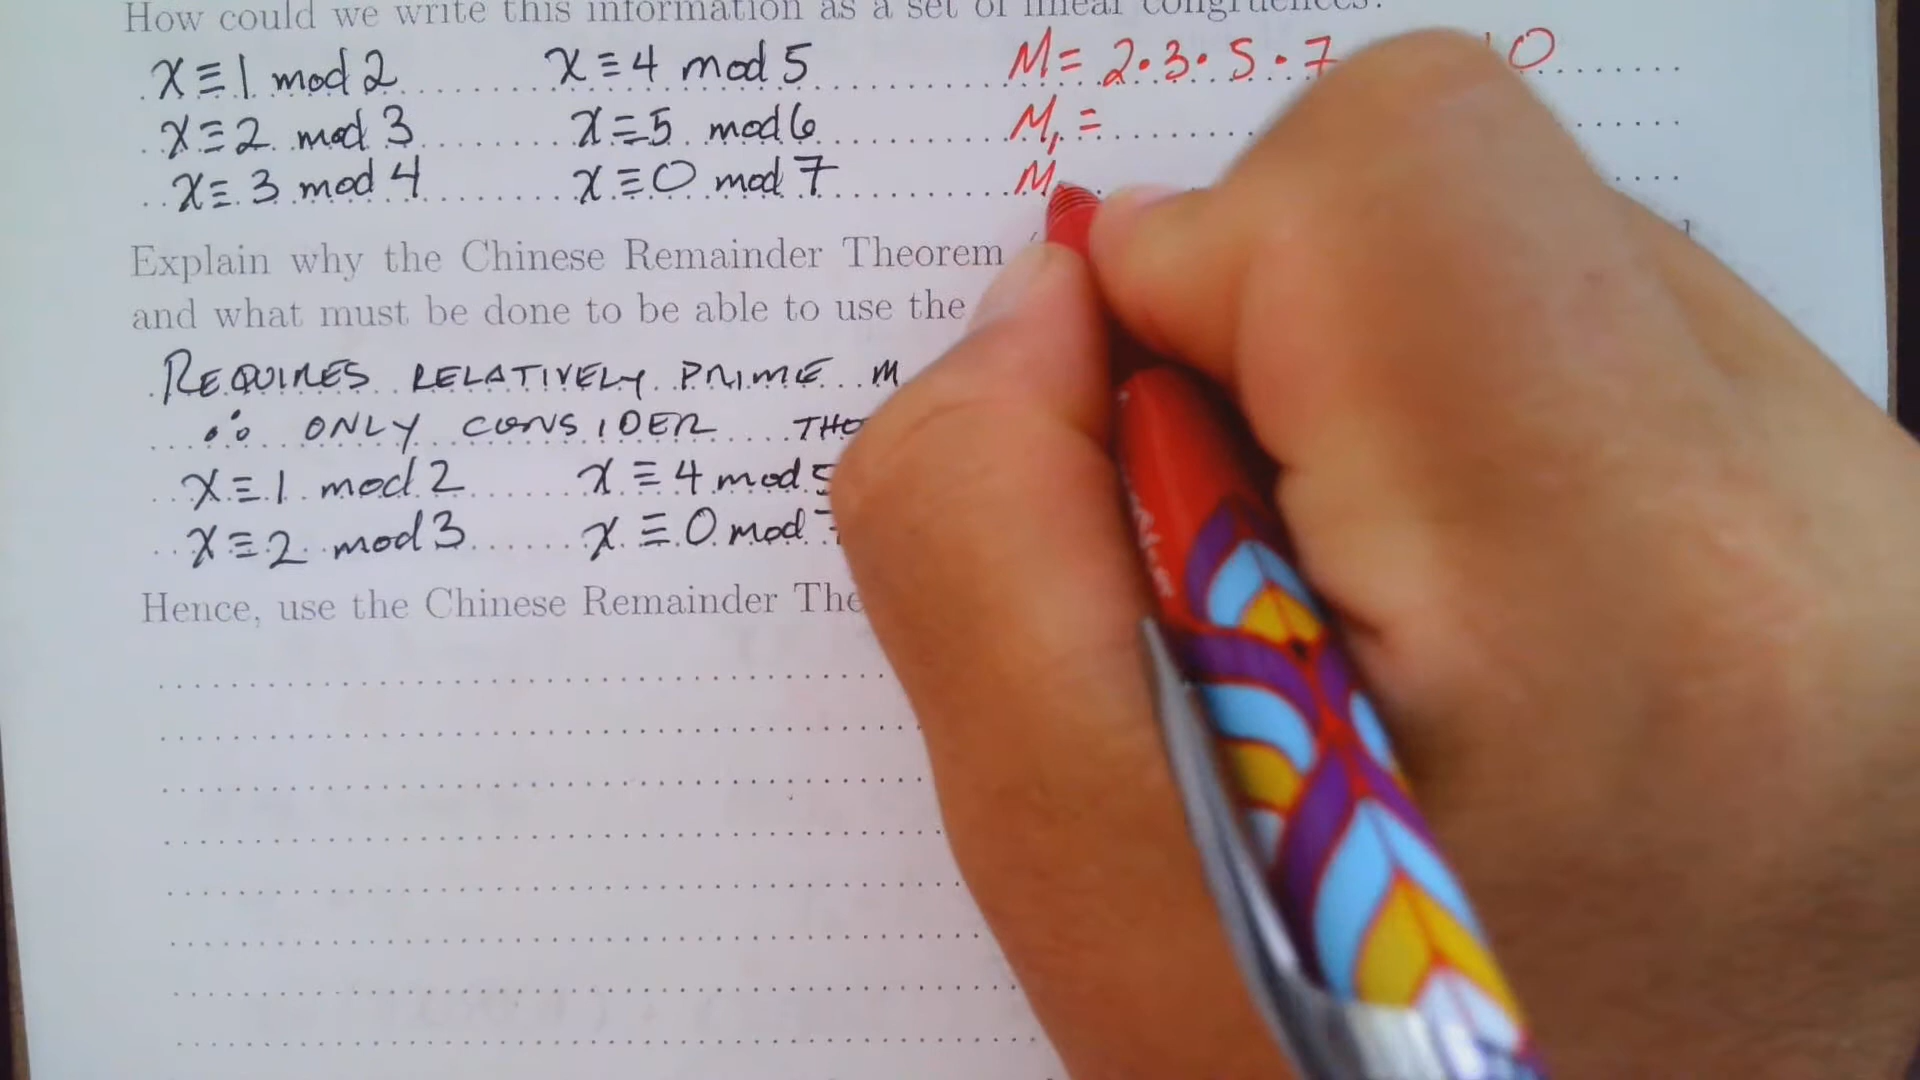 How could we write this information as a set of linear congruences?
x ≡ 1 mod 2 x ≡ 4 mod 5 M = 2·3·5·7 0
x ≡ 2 mod 3 x ≡ 5 mod 6 M₁ =
x ≡ 3 mod 4 x ≡ 0 mod 7 M
Explain why the Chinese Remainder Theorem
and what must be done to be able to use the
REQUIRES RELATIVELY PRIME m
∴ ONLY CONSIDER THO
x ≡ 1 mod 2 x ≡ 4 mod 5
x ≡ 2 mod 3 x ≡ 0 mod 7
Hence, use the Chinese Remainder The